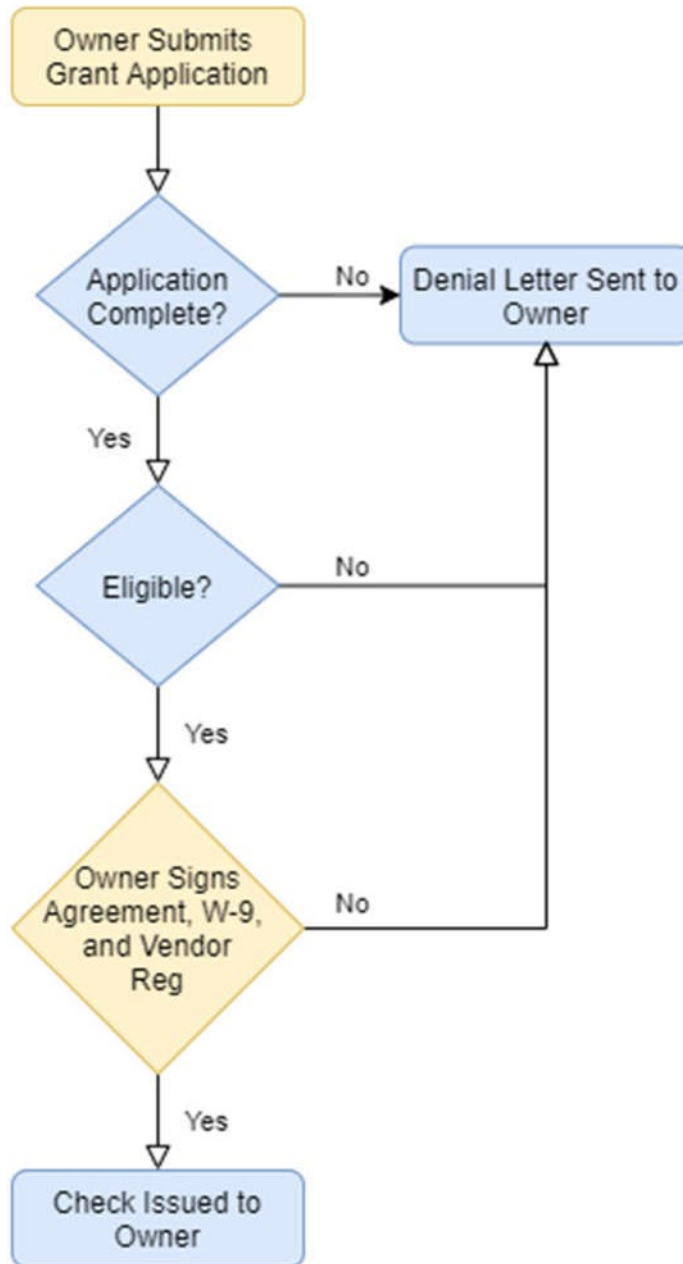 Owner Submits
Grant Application
Application
Complete?
No
Denial Letter Sent to
Owner
Yes
Eligible?
No
Yes
Owner Signs
Agreement, W-9,
and Vendor
Reg
No
Yes
Check Issued to
Owner